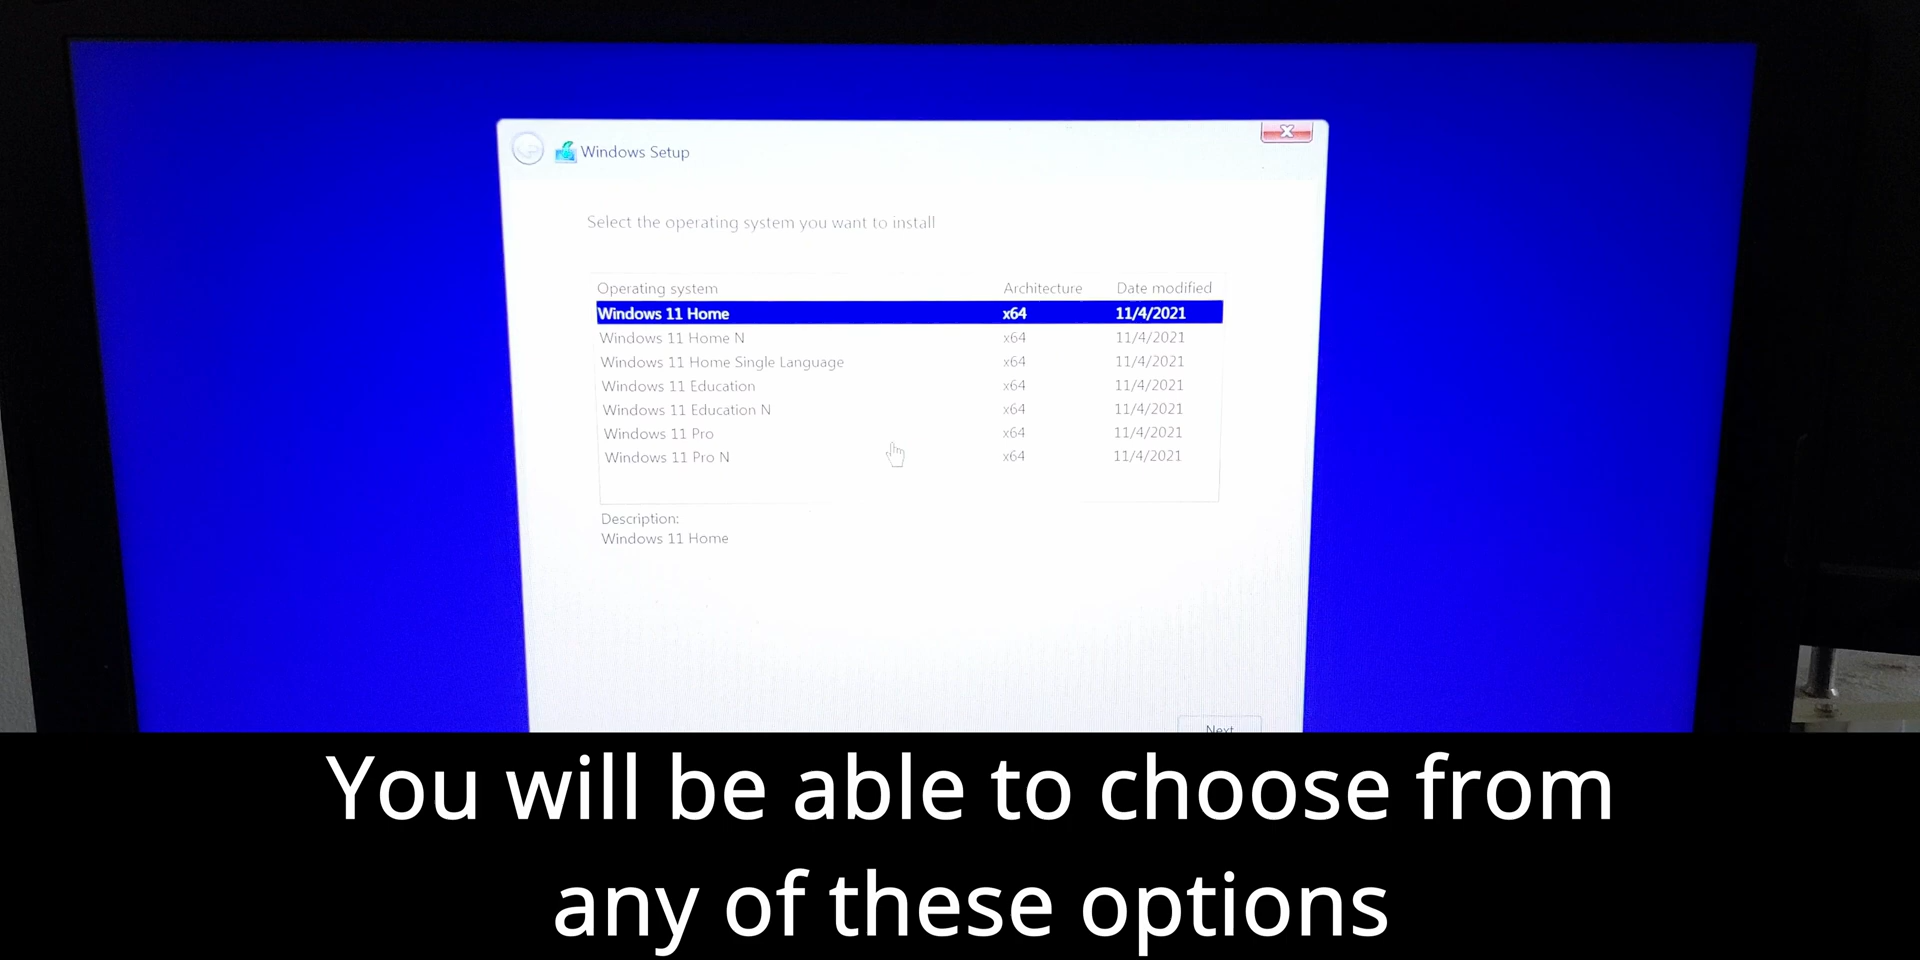 Windows Setup
Select the operating system you want to install
Operating system Architecture Date modified
Windows 11 Home x64 11/4/2021
Windows 11 Home N x64 11/4/2021
Windows 11 Home Single Language x64 11/4/2021
Windows 11 Education x64 11/4/2021
Windows 11 Education N x64 11/4/2021
Windows 11 Pro x64 11/4/2021
Windows 11 Pro N x64 11/4/2021
Description:
Windows 11 Home
Next
You will be able to choose from
any of these options